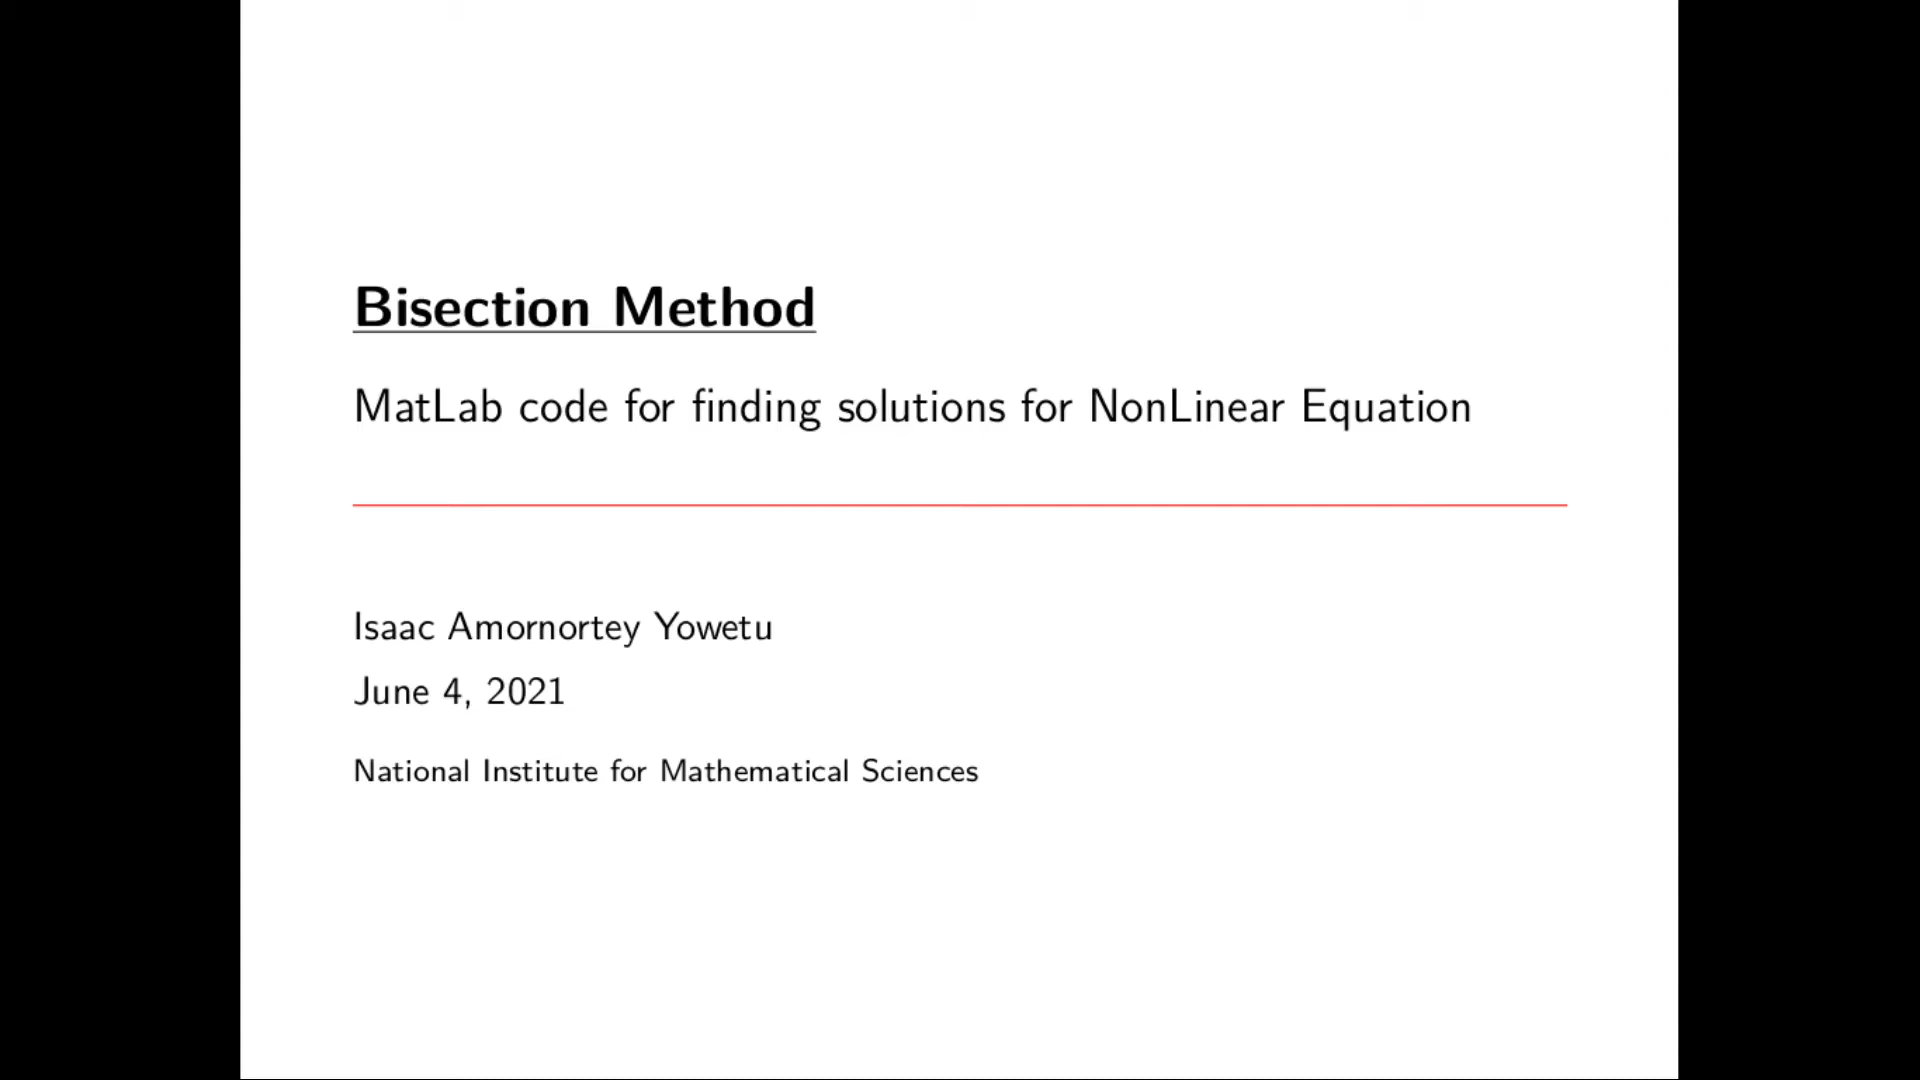 Bisection Method
MatLab code for finding solutions for NonLinear Equation
Isaac Amornortey Yowetu
June 4, 2021
National Institute for Mathematical Sciences